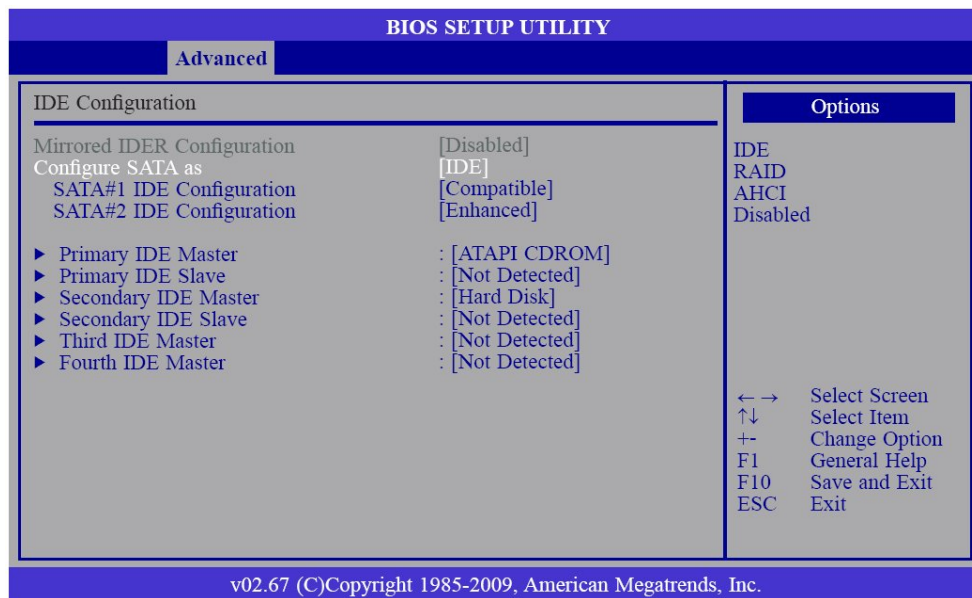 BIOS SETUP UTILITY
Advanced
IDE Configuration
Mirrored IDER Configuration [Disabled]
Configure SATA as [IDE]
SATA#1 IDE Configuration [Compatible]
SATA#2 IDE Configuration [Enhanced]
▶ Primary IDE Master : [ATAPI CDROM]
▶ Primary IDE Slave : [Not Detected]
▶ Secondary IDE Master : [Hard Disk]
▶ Secondary IDE Slave : [Not Detected]
▶ Third IDE Master : [Not Detected]
▶ Fourth IDE Master : [Not Detected]
Options
IDE
RAID
AHCI
Disabled
←→ Select Screen
↑↓ Select Item
+- Change Option
F1 General Help
F10 Save and Exit
ESC Exit
v02.67 (C)Copyright 1985-2009, American Megatrends, Inc.